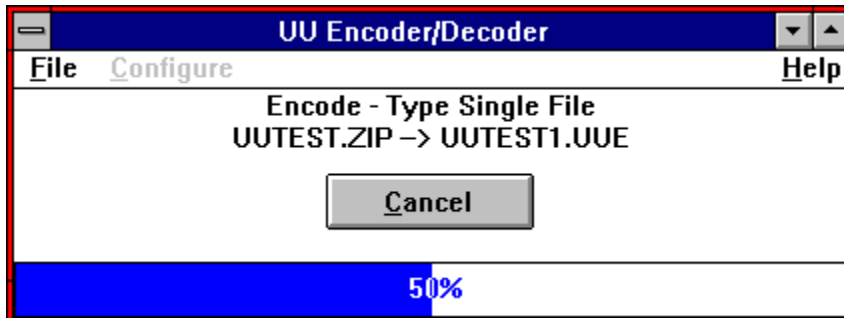 UU Encoder/Decoder
File Configure Help
Encode - Type Single File
UUTEST.ZIP –> UUTEST1.UUE
Cancel
50%